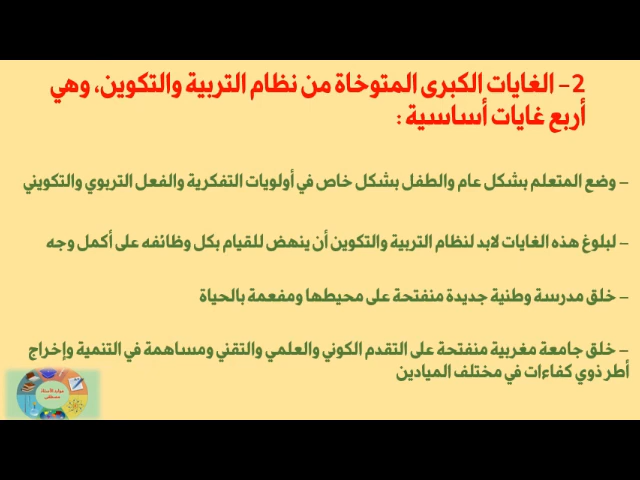 2- الغايات الكبرى المتوخاة من نظام التربية والتكوين، وهي
أربع غايات أساسية :
- وضع المتعلم بشكل عام والطفل بشكل خاص في أولويات التفكرية والفعل التربوي والتكويني
- لبلوغ هذه الغايات لابد لنظام التربية والتكوين أن ينهض للقيام بكل وظائفه على أكمل وجه
- خلق مدرسة وطنية جديدة منفتحة على محيطها ومفعمة بالحياة
- خلق جامعة مغربية منفتحة على التقدم الكوني والعلمي والتقني ومساهمة في التنمية وإخراج
أطر ذوي كفاءات في مختلف الميادين
موارد الأستاذ
مصطفى